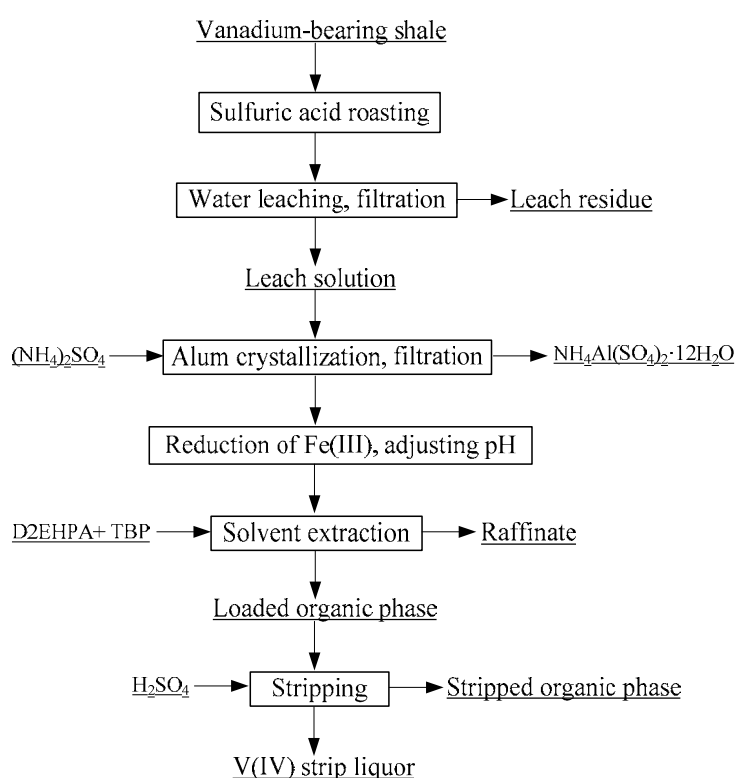 Vanadium-bearing shale
Sulfuric acid roasting
Water leaching, filtration
Leach residue
Leach solution
(NH₄)₂SO₄
Alum crystallization, filtration
NH₄Al(SO₄)₂·12H₂O
Reduction of Fe(III), adjusting pH
D2EHPA+ TBP
Solvent extraction
Raffinate
Loaded organic phase
H₂SO₄
Stripping
Stripped organic phase
V(IV) strip liquor